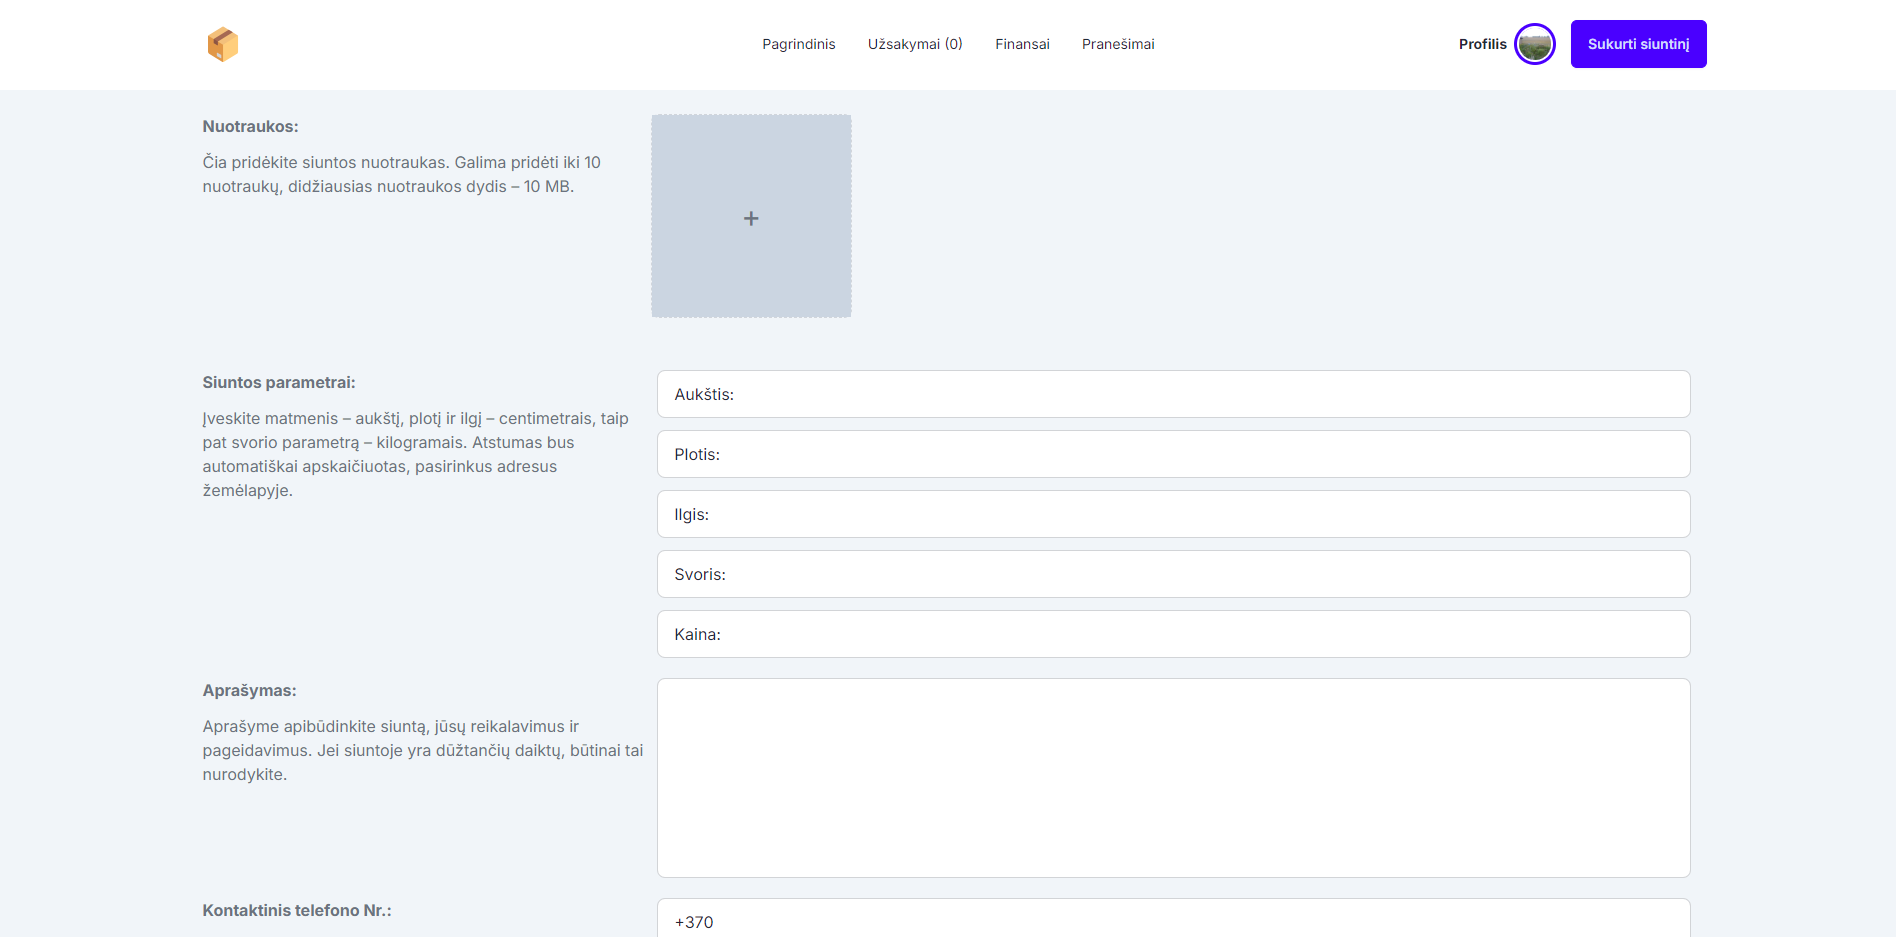 Pagrindinis Užsakymai (0) Finansai Pranešimai Profilis Sukurti siuntinį
Nuotraukos:
Čia pridėkite siuntos nuotraukas. Galima pridėti iki 10
nuotraukų, didžiausias nuotraukos dydis – 10 MB.
+
Siuntos parametrai:
Įveskite matmenis – aukštį, plotį ir ilgį – centimetrais, taip
pat svorio parametrą – kilogramais. Atstumas bus
automatiškai apskaičiuotas, pasirinkus adresus
žemėlapyje.
Aukštis:
Plotis:
Ilgis:
Svoris:
Kaina:
Aprašymas:
Aprašyme apibūdinkite siuntą, jūsų reikalavimus ir
pageidavimus. Jei siuntoje yra dūžtančių daiktų, būtinai tai
nurodykite.
Kontaktinis telefono Nr.:
+370